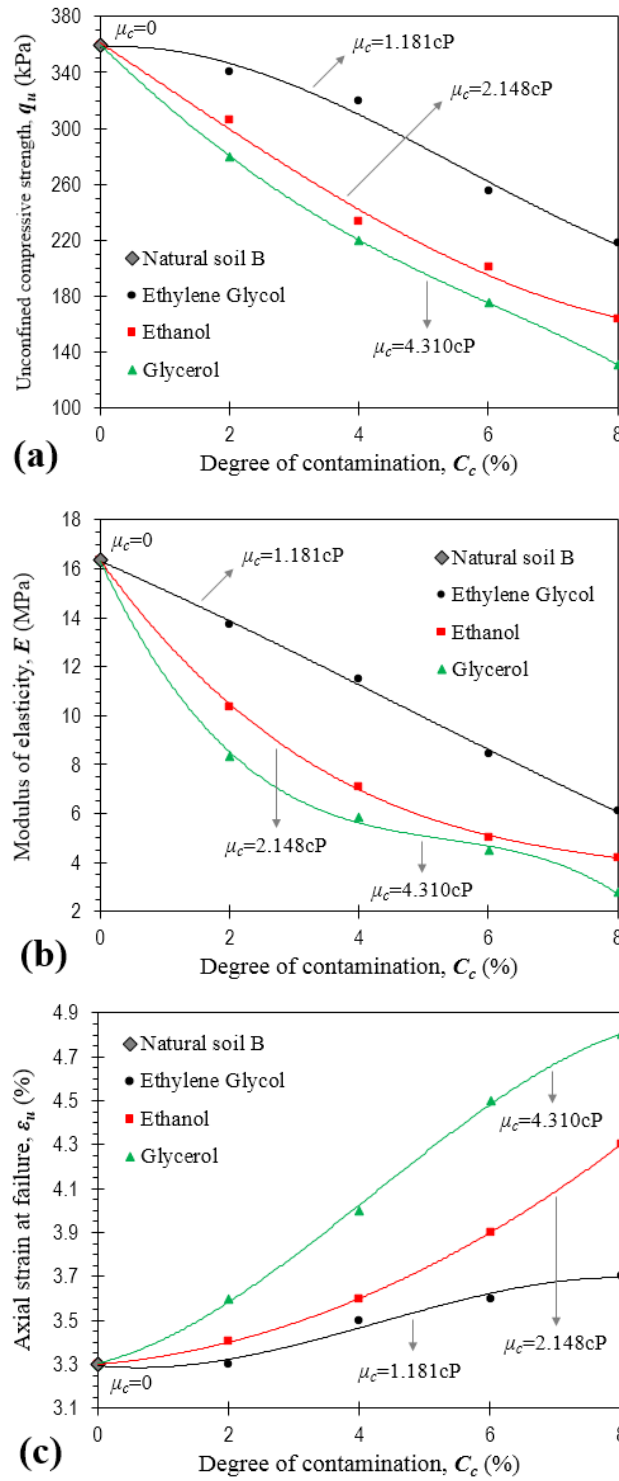 Unconfined compressive strength, qᵤ (kPa)
380
340
300
260
220
180
140
100
μc=0
μc=1.181cP
μc=2.148cP
μc=4.310cP
Natural soil B
Ethylene Glycol
Ethanol
Glycerol
0 2 4 6 8
Degree of contamination, Cc (%)
(a)
Modulus of elasticity, E (MPa)
18
16
14
12
10
8
6
4
2
μc=0
μc=1.181cP
Natural soil B
Ethylene Glycol
Ethanol
Glycerol
μc=2.148cP
μc=4.310cP
0 2 4 6 8
Degree of contamination, Cc (%)
(b)
Axial strain at failure, εᵤ (%)
4.9
4.7
4.5
4.3
4.1
3.9
3.7
3.5
3.3
3.1
Natural soil B
Ethylene Glycol
Ethanol
Glycerol
μc=4.310cP
μc=2.148cP
μc=1.181cP
μc=0
0 2 4 6 8
Degree of contamination, Cc (%)
(c)